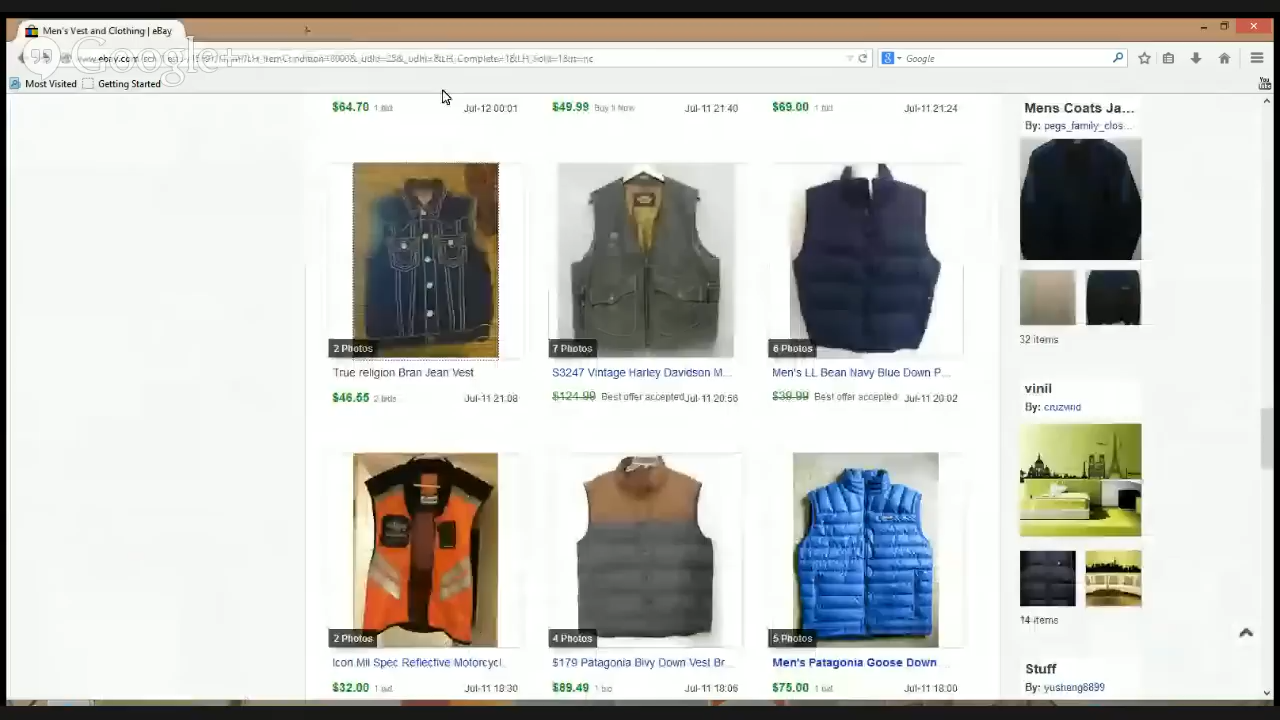 Men's Vest and Clothing | eBay
Google+
Google
Most Visited
Getting Started
$64.70 1 bid Jul-12 00:01
$49.99 Buy It Now Jul-11 21:40
$69.00 1 bid Jul-11 21:24
2 Photos
True religion Bran Jean Vest
$46.55 2 bids Jul-11 21:08
7 Photos
S3247 Vintage Harley Davidson M...
$124.99 Best offer accepted Jul-11 20:56
6 Photos
Men's LL Bean Navy Blue Down P...
$39.99 Best offer accepted Jul-11 20:02
2 Photos
Icon Mil Spec Reflective Motorcycl.
$32.00 1 bid Jul-11 18:30
4 Photos
$179 Patagonia Bivy Down Vest Br...
$89.49 1 bid Jul-11 18:06
5 Photos
Men's Patagonia Goose Down
$75.00 1 bid Jul-11 18:00
Mens Coats Ja...
By: pegs_family_clos...
32 items
vinil
By: cruzvirid
14 items
Stuff
By: yushang8899